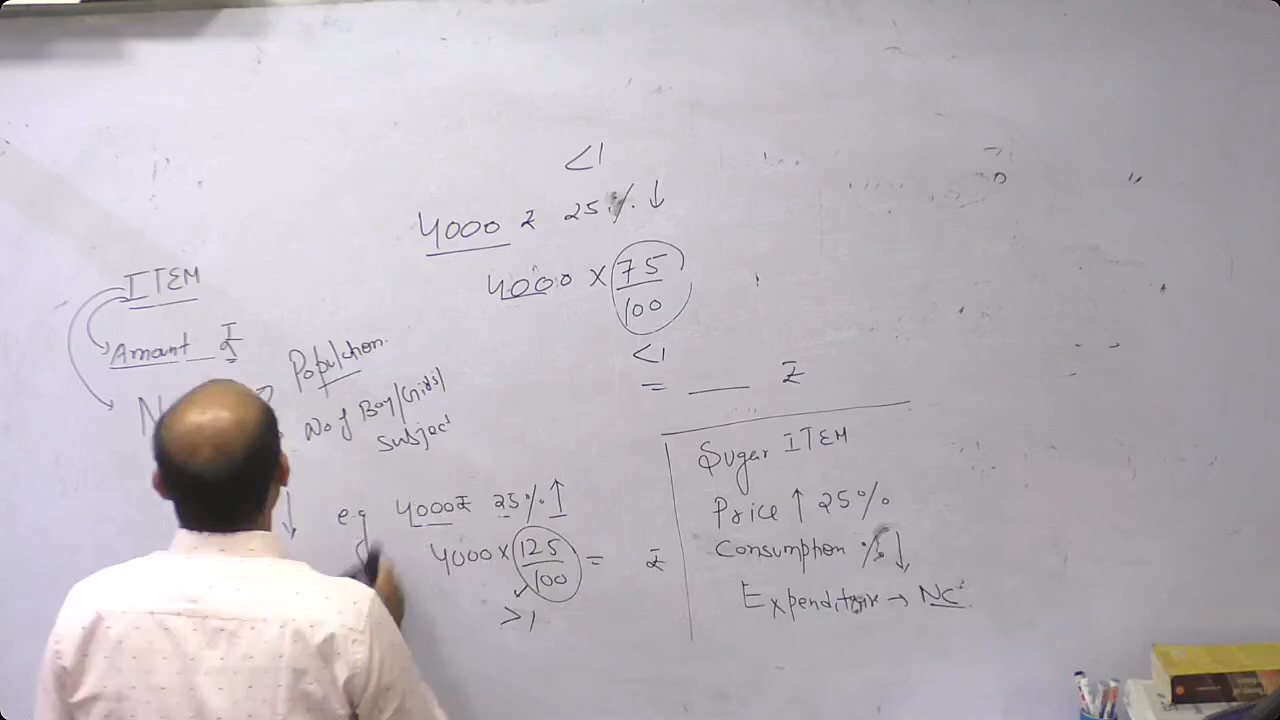 <1
4000 ₹ 25% ↓
4000 × 75/100
<1
= ___ ₹
ITEM
Amount ₹
Population
No of Boy/Girls/
Subject
e.g 4000₹ 25% ↑
4000 × 125/100 = ₹
>1
Sugar ITEM
Price ↑ 25%
Consumption % ↓
Expenditure → NC